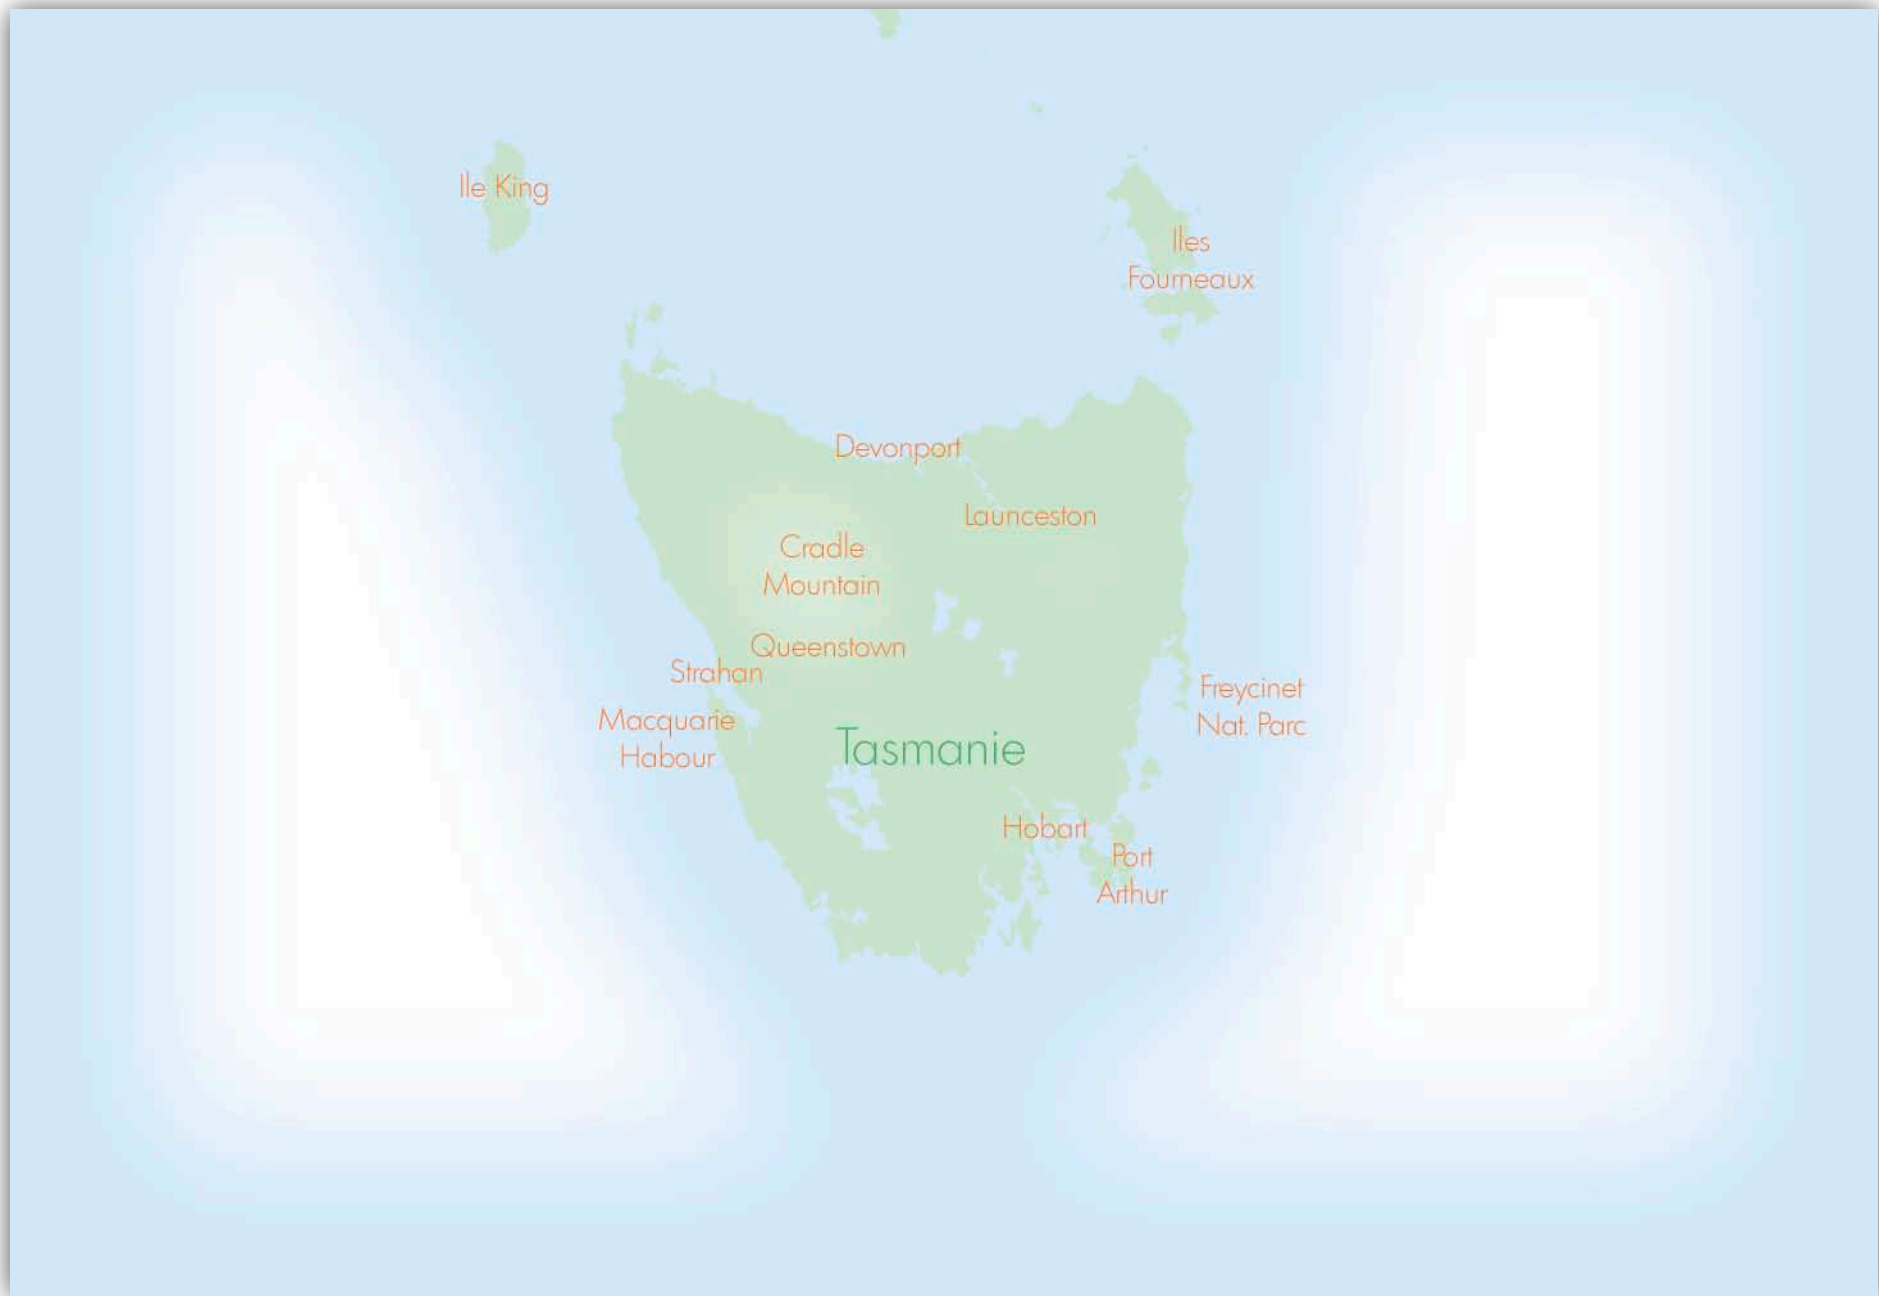 Ile King
Iles
Fourneaux
Devonport
Launceston
Cradle
Mountain
Queenstown
Strahan
Freycinet
Nat. Parc
Macquarie
Habour
Tasmanie
Hobart
Port
Arthur